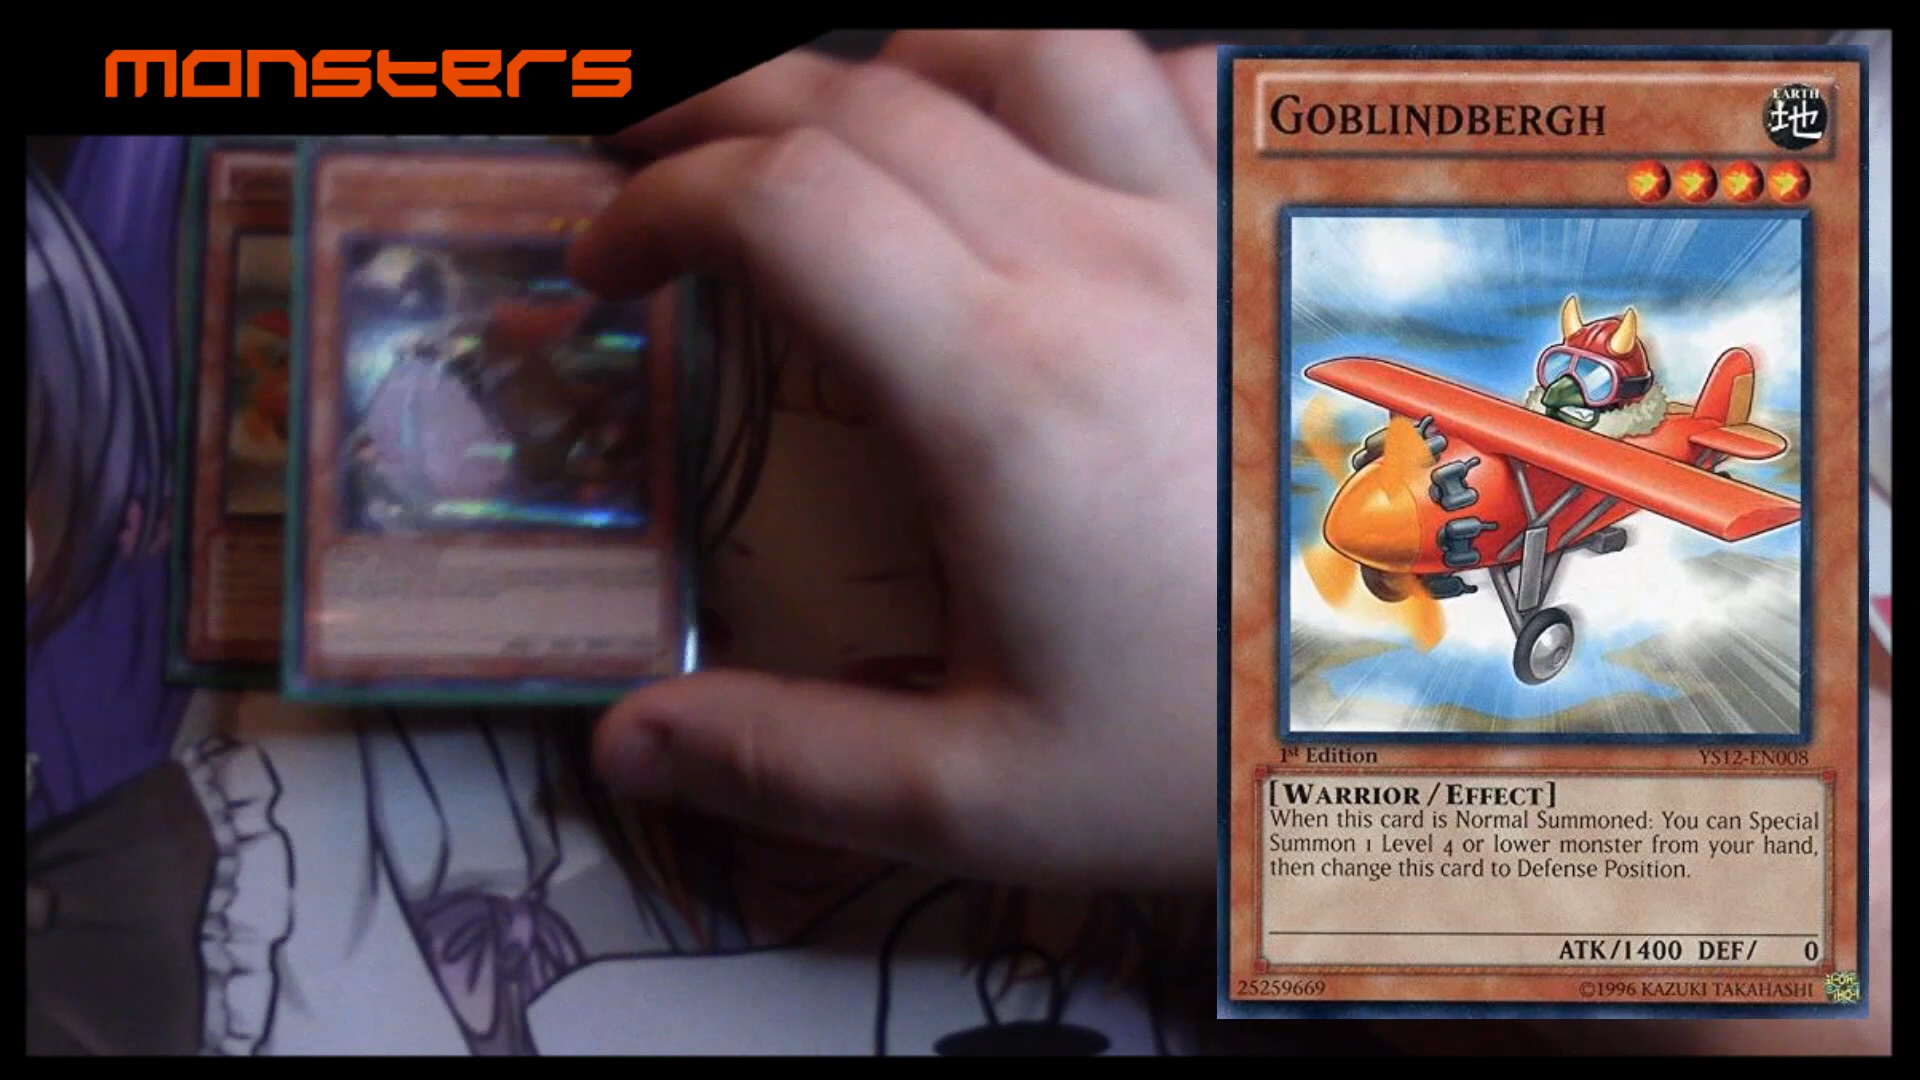 monsters
GOBLINDBERGH
EARTH
地
1st Edition
YS12-EN008
[WARRIOR/EFFECT]
When this card is Normal Summoned: You can Special
Summon 1 Level 4 or lower monster from your hand,
then change this card to Defense Position.
ATK/1400 DEF/ 0
25259669
©1996 KAZUKI TAKAHASHI